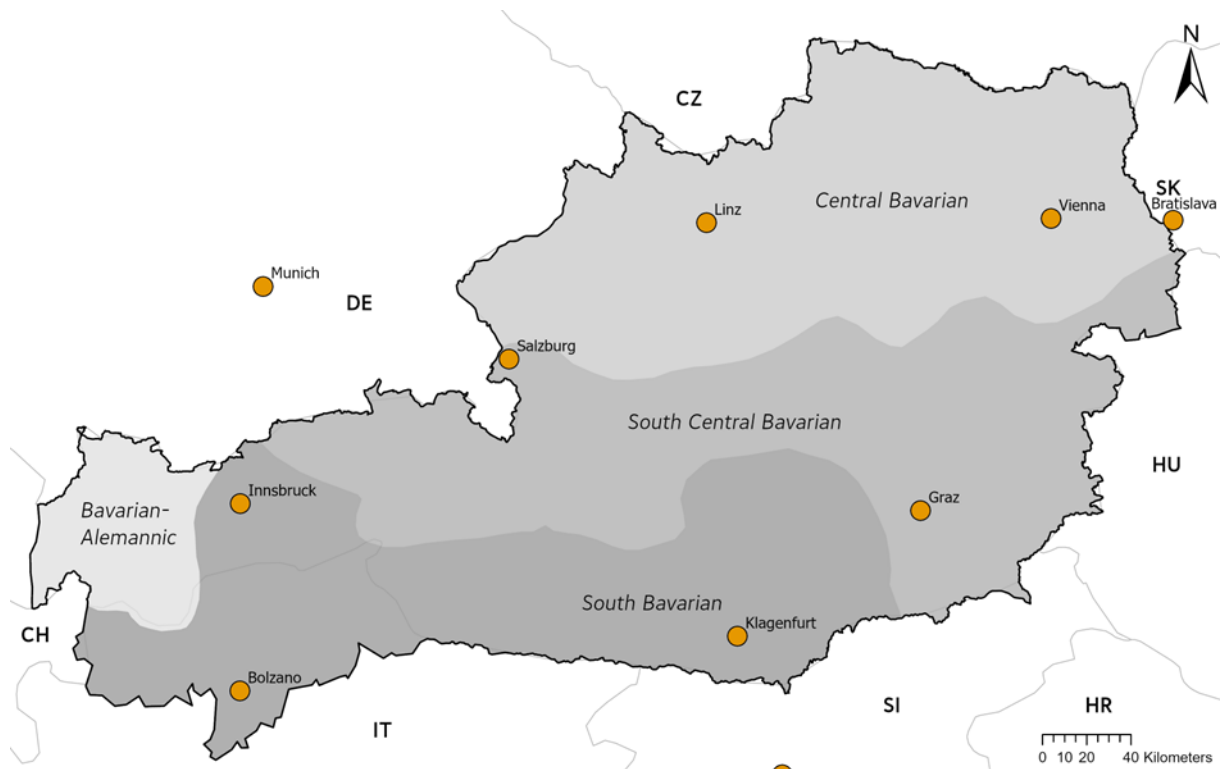 N
CZ
SK
Central Bavarian
Linz
Vienna
Bratislava
Munich
DE
Salzburg
South Central Bavarian
HU
Innsbruck
Graz
Bavarian-
Alemannic
South Bavarian
Klagenfurt
CH
Bolzano
IT
SI
HR
0 10 20 40 Kilometers